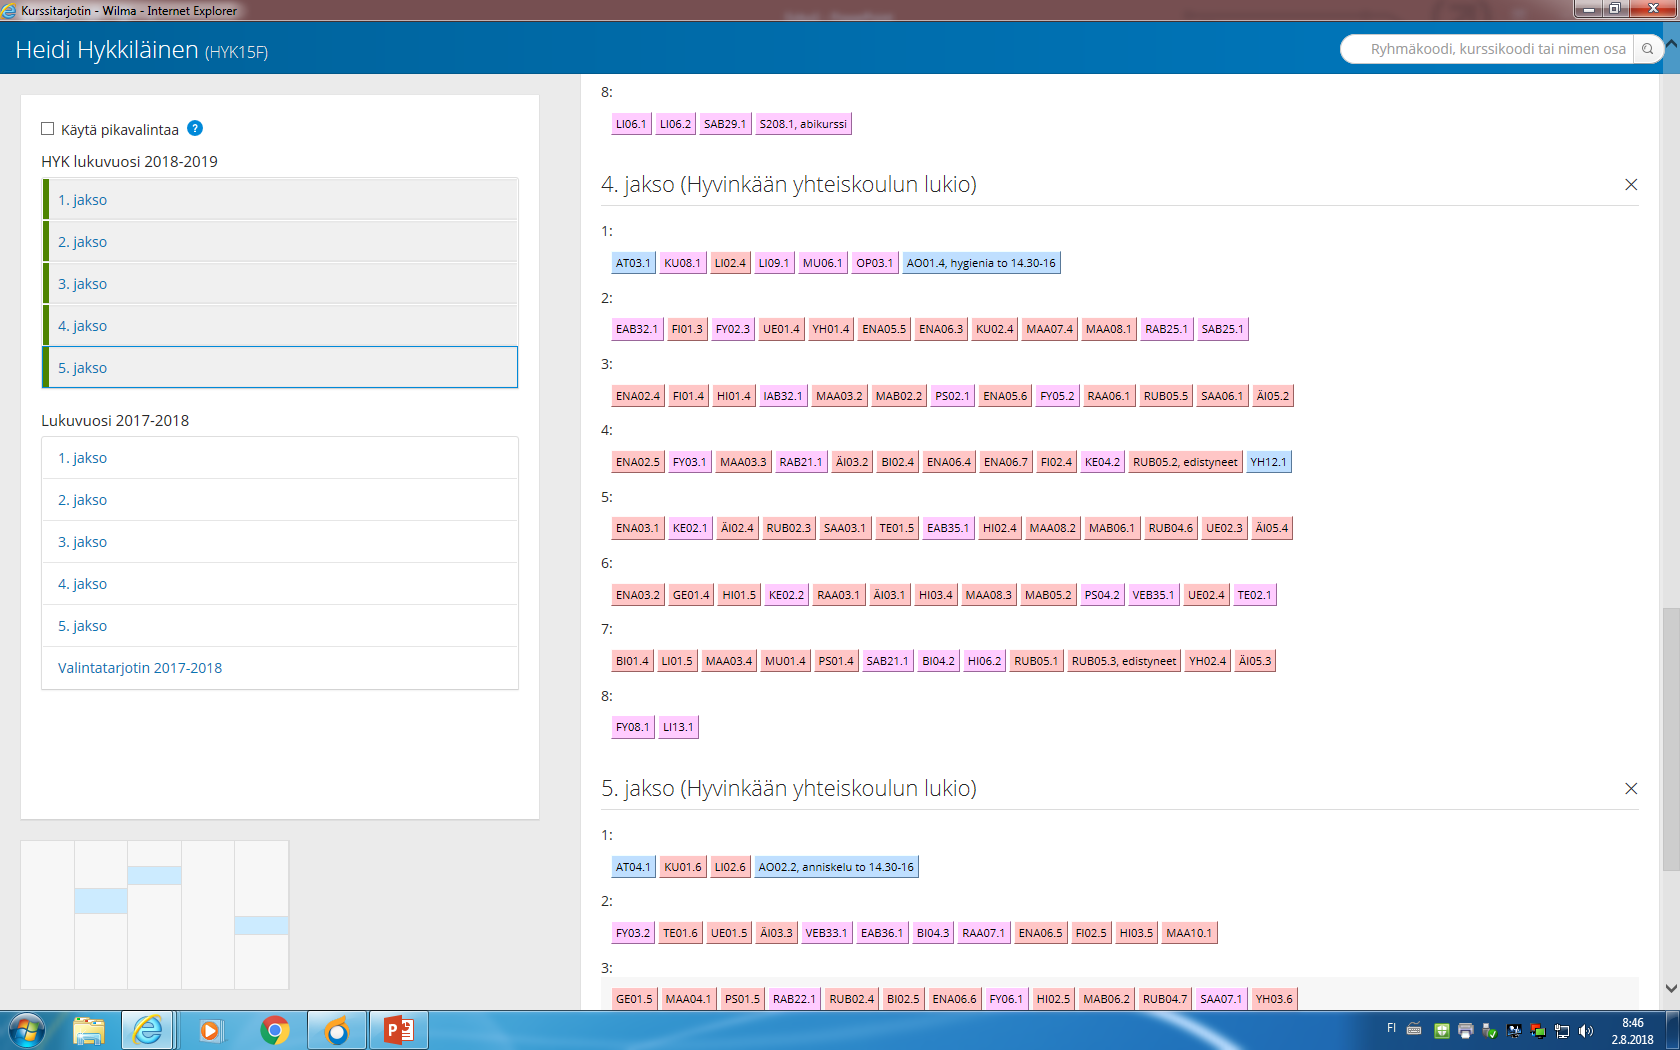 Kurssitarjotin - Wilma - Internet Explorer
Heidi Hykkiläinen (HYK15F)
Ryhmäkoodi, kurssikoodi tai nimen osa
Käytä pikavalintaa ?
HYK lukuvuosi 2018-2019
1. jakso
2. jakso
3. jakso
4. jakso
5. jakso
Lukuvuosi 2017-2018
1. jakso
2. jakso
3. jakso
4. jakso
5. jakso
Valintatarjotin 2017-2018
8:
LI06.1 LI06.2 SAB29.1 S208.1, abikurssi
4. jakso (Hyvinkään yhteiskoulun lukio)
1:
AT03.1 KU08.1 LI02.4 LI09.1 MU06.1 OP03.1 AO01.4, hygienia to 14.30-16
2:
EAB32.1 FI01.3 FY02.3 UE01.4 YH01.4 ENA05.5 ENA06.3 KU02.4 MAA07.4 MAA08.1 RAB25.1 SAB25.1
3:
ENA02.4 FI01.4 HI01.4 IAB32.1 MAA03.2 MAB02.2 PS02.1 ENA05.6 FY05.2 RAA06.1 RUB05.5 SAA06.1 ÄI05.2
4:
ENA02.5 FY03.1 MAA03.3 RAB21.1 ÄI03.2 BI02.4 ENA06.4 ENA06.7 FI02.4 KE04.2 RUB05.2, edistyneet YH12.1
5:
ENA03.1 KE02.1 ÄI02.4 RUB02.3 SAA03.1 TE01.5 EAB35.1 HI02.4 MAA08.2 MAB06.1 RUB04.6 UE02.3 ÄI05.4
6:
ENA03.2 GE01.4 HI01.5 KE02.2 RAA03.1 ÄI03.1 HI03.4 MAA08.3 MAB05.2 PS04.2 VEB35.1 UE02.4 TE02.1
7:
BI01.4 LI01.5 MAA03.4 MU01.4 PS01.4 SAB21.1 BI04.2 HI06.2 RUB05.1 RUB05.3, edistyneet YH02.4 ÄI05.3
8:
FY08.1 LI13.1
5. jakso (Hyvinkään yhteiskoulun lukio)
1:
AT04.1 KU01.6 LI02.6 AO02.2, anniskelu to 14.30-16
2:
FY03.2 TE01.6 UE01.5 ÄI03.3 VEB33.1 EAB36.1 BI04.3 RAA07.1 ENA06.5 FI02.5 HI03.5 MAA10.1
3:
GE01.5 MAA04.1 PS01.5 RAB22.1 RUB02.4 BI02.5 ENA06.6 FY06.1 HI02.5 MAB06.2 RUB04.7 SAA07.1 YH03.6
FI
8:46
2.8.2018